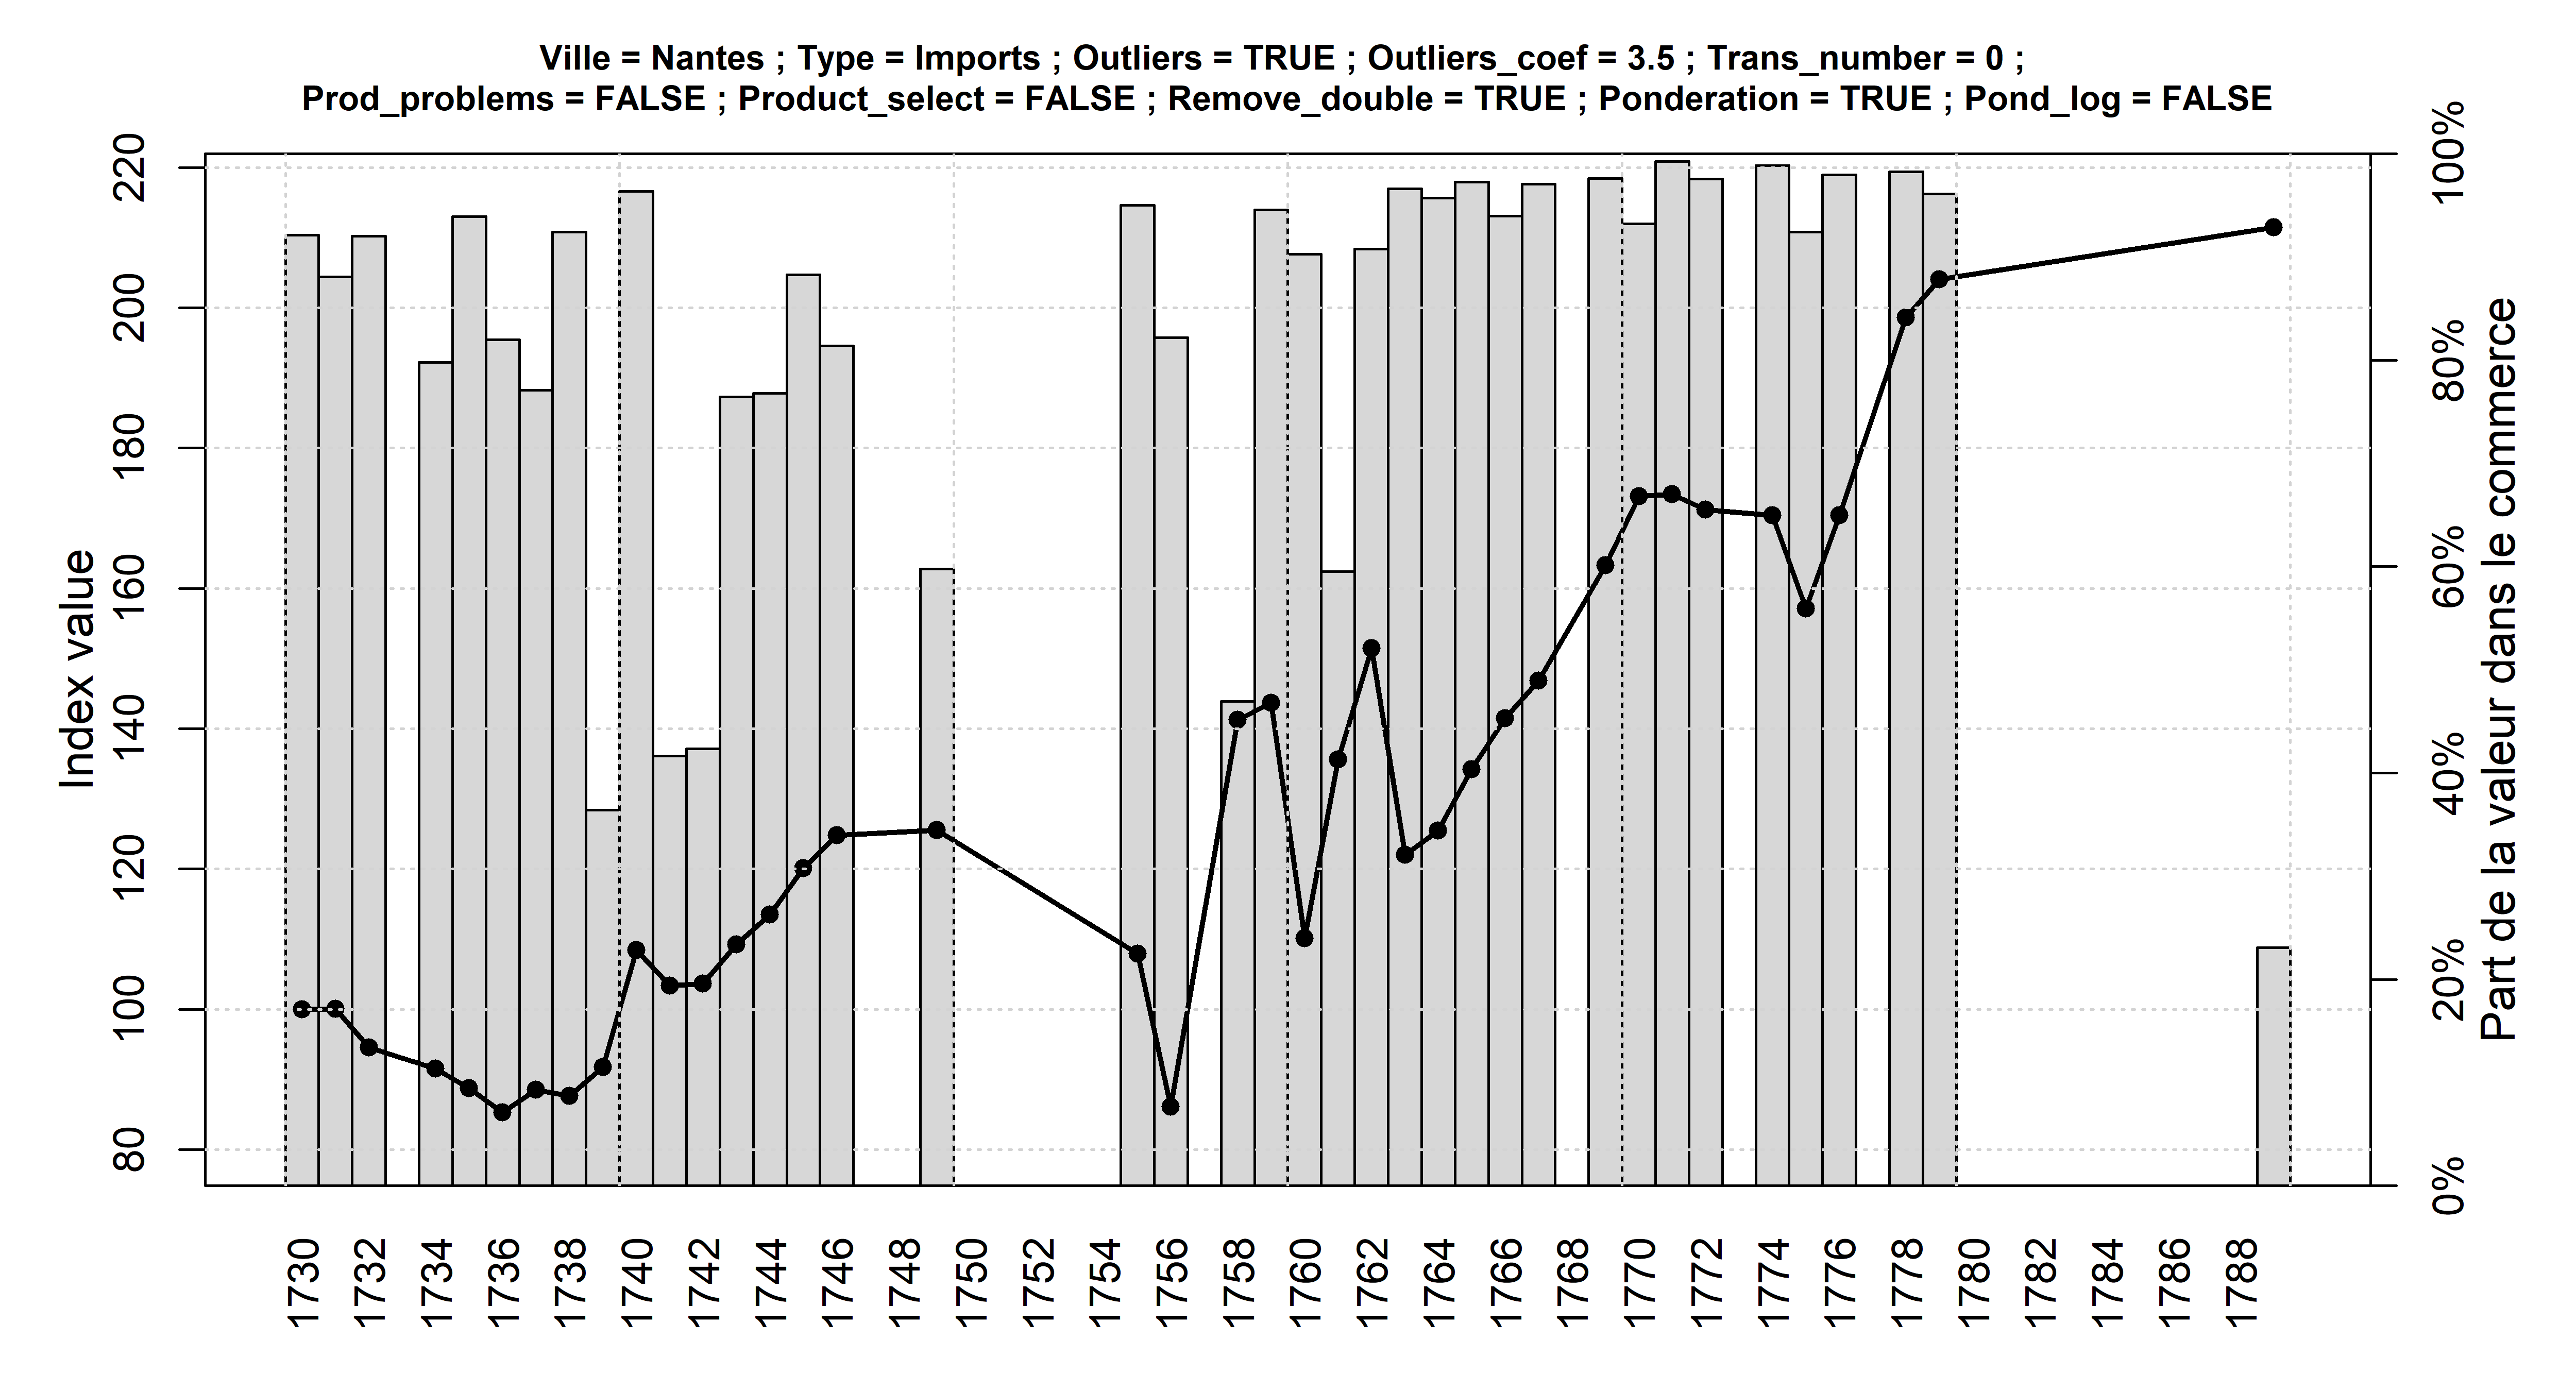 Ville = Nantes ; Type = Imports ; Outliers = TRUE ; Outliers_coef = 3.5 ; Trans_number = 0 ;
Prod_problems = FALSE ; Product_select = FALSE ; Remove_double = TRUE ; Ponderation = TRUE ; Pond_log = FALSE
Index value
220
200
180
160
140
120
100
80
100%
80%
60%
40%
20%
0%
Part de la valeur dans le commerce
1730 1732 1734 1736 1738 1740 1742 1744 1746 1748 1750 1752 1754 1756 1758 1760 1762 1764 1766 1768 1770 1772 1774 1776 1778 1780 1782 1784 1786 1788